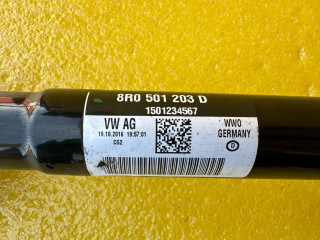 8R0 501 203 D
1501234567
VW AG
19.10.2016 19:57:01
CG2
WWO
GERMANY
D